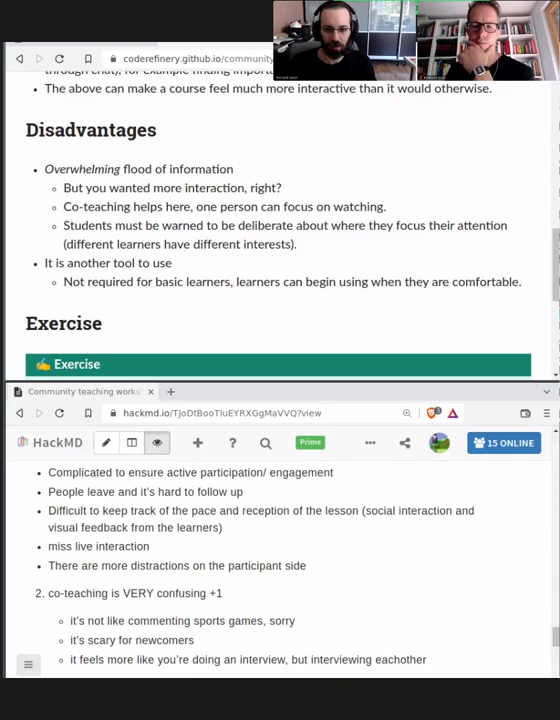 coderefinery.github.io/community
through chat), for example finding
The above can make a course feel much more interactive than it would otherwise.
Disadvantages
Overwhelming flood of information
But you wanted more interaction, right?
Co-teaching helps here, one person can focus on watching.
Students must be warned to be deliberate about where they focus their attention
(different learners have different interests).
It is another tool to use
Not required for basic learners, learners can begin using when they are comfortable.
Exercise
✍️ Exercise
Community teaching works
hackmd.io/TJoDtBooTIuEYRXGgMaVVQ?view
HackMD
Prime
15 ONLINE
Complicated to ensure active participation/ engagement
People leave and it's hard to follow up
Difficult to keep track of the pace and reception of the lesson (social interaction and
visual feedback from the learners)
miss live interaction
There are more distractions on the participant side
2. co-teaching is VERY confusing +1
it's not like commenting sports games, sorry
it's scary for newcomers
it feels more like you're doing an interview, but interviewing eachother